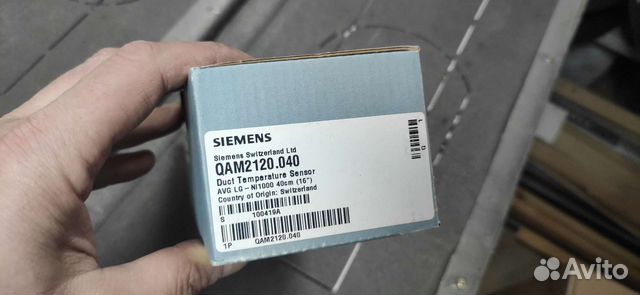 SIEMENS
Siemens Switzerland Ltd
QAM2120.040
Duct Temperature Sensor
AVG LG - Ni1000 40cm (16")
Country of Origin: Switzerland
S 100419A
1P QAM2120.040
L
D
Avito